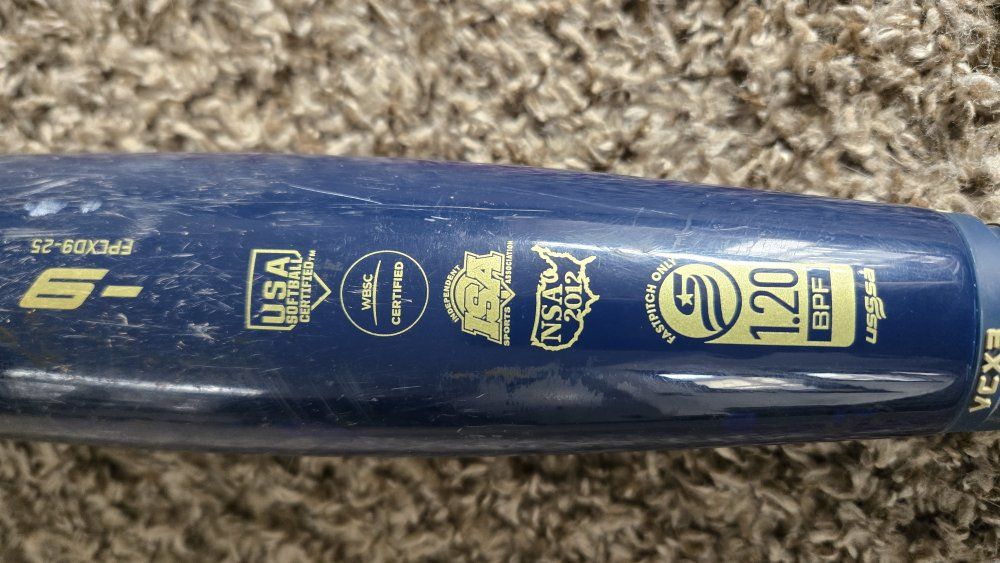 EPEXD9-25
-9
USA
SOFTBALL
CERTIFIED™
WBSC
CERTIFIED
INDEPENDENT
ISA
SPORTS ASSOCIATION
NSA
2012
FASTPITCH ONLY
1.20
BPF
USSSA
VCX3